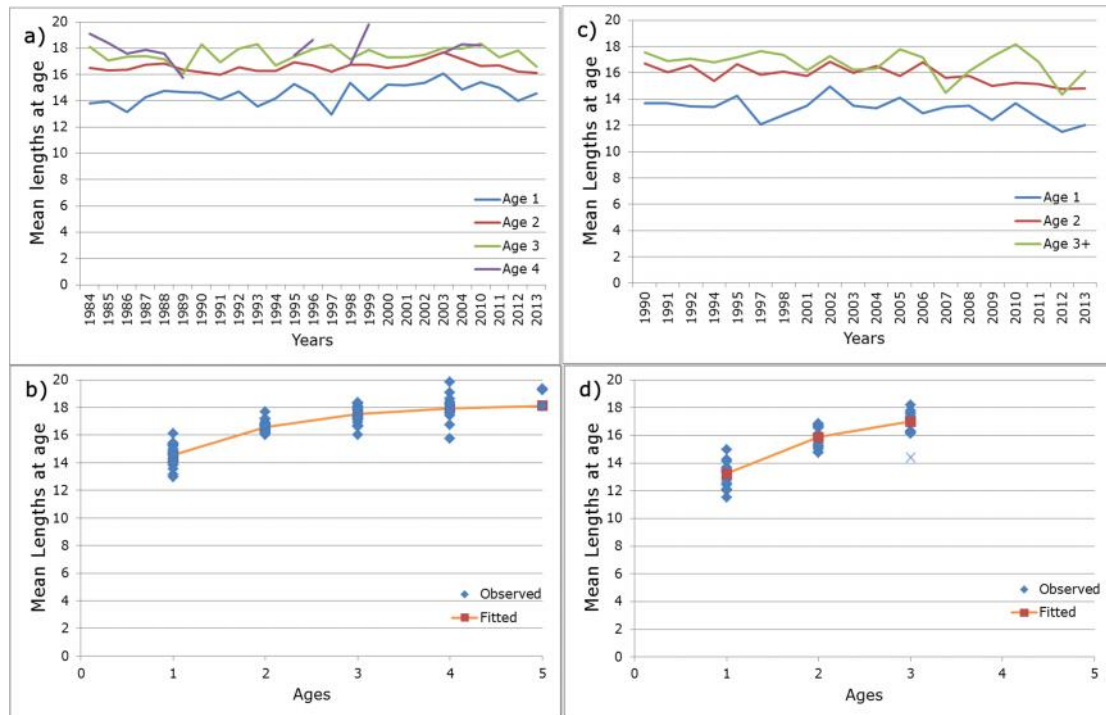 a)
Mean lengths at age
20
18
16
14
12
10
8
6
4
2
0
Age 1
Age 2
Age 3
Age 4
1984 1985 1986 1987 1988 1989 1990 1991 1992 1993 1994 1995 1996 1997 1998 1999 2000 2001 2002 2003 2004 2010 2011 2012 2013
Years
c)
Mean Lengths at age
20
18
16
14
12
10
8
6
4
2
0
Age 1
Age 2
Age 3+
1990 1991 1992 1994 1995 1997 1998 2001 2002 2003 2004 2005 2006 2007 2008 2009 2010 2011 2012 2013
Years
b)
Mean Lengths at age
20
18
16
14
12
10
8
6
4
2
0
Observed
Fitted
0 1 2 3 4 5
Ages
d)
Mean Lengths at age
20
18
16
14
12
10
8
6
4
2
0
Observed
Fitted
0 1 2 3 4 5
Ages